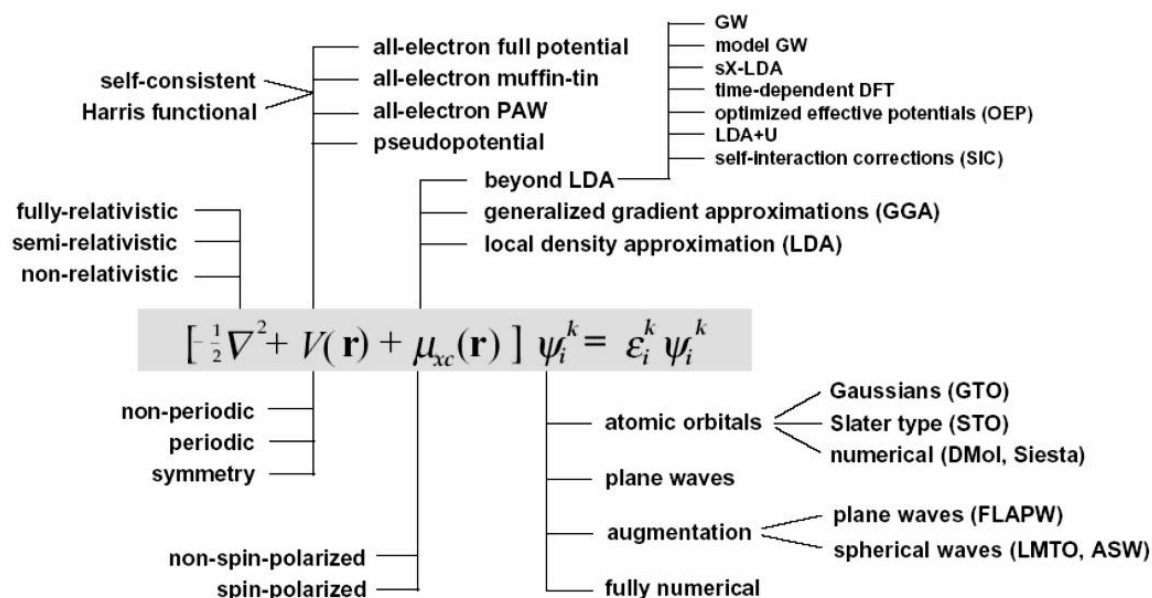 GW
model GW
sX-LDA
time-dependent DFT
optimized effective potentials (OEP)
LDA+U
self-interaction corrections (SIC)
all-electron full potential
all-electron muffin-tin
all-electron PAW
pseudopotential
self-consistent
Harris functional
beyond LDA
generalized gradient approximations (GGA)
local density approximation (LDA)
fully-relativistic
semi-relativistic
non-relativistic
[-½∇²+ V(r) + μ_xc(r) ] ψ_i^k = ε_i^k ψ_i^k
non-periodic
periodic
symmetry
non-spin-polarized
spin-polarized
atomic orbitals
plane waves
augmentation
fully numerical
Gaussians (GTO)
Slater type (STO)
numerical (DMol, Siesta)
plane waves (FLAPW)
spherical waves (LMTO, ASW)